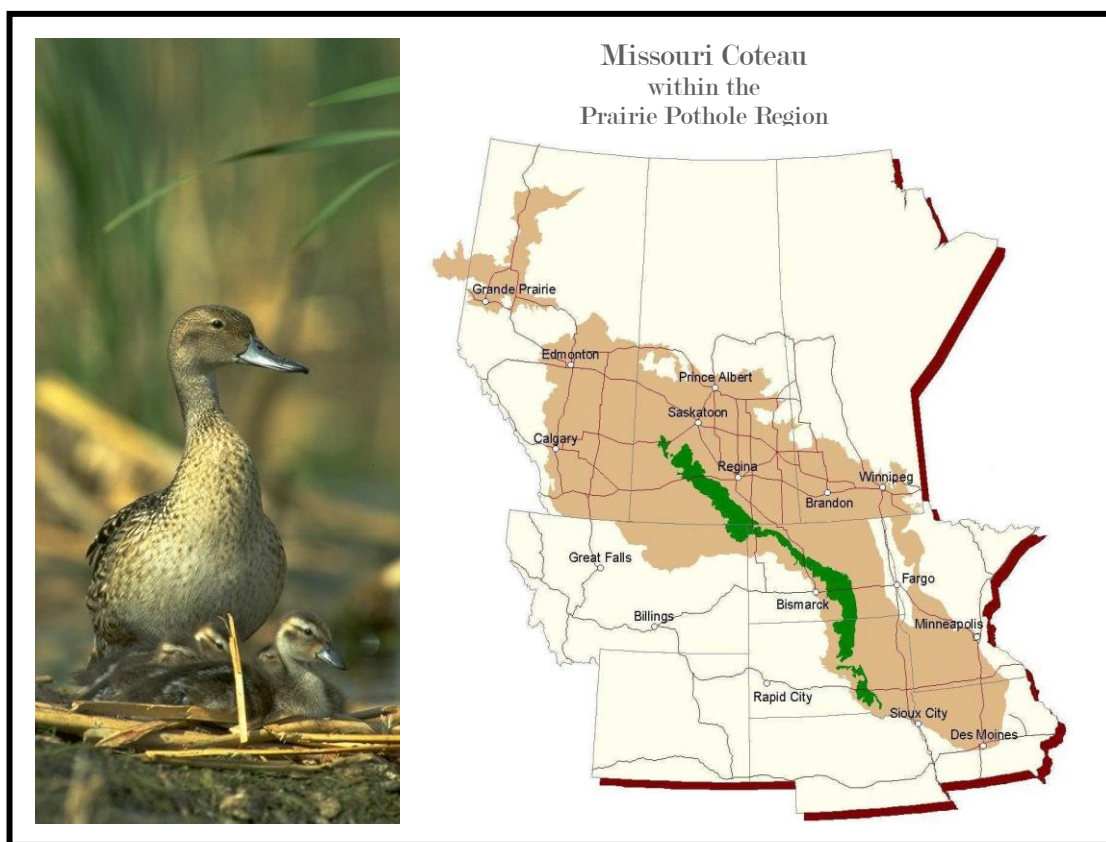 Missouri Coteau
within the
Prairie Pothole Region
Grande Prairie
Edmonton
Prince Albert
Saskatoon
Calgary
Regina
Winnipeg
Brandon
Great Falls
Fargo
Bismarck
Billings
Minneapolis
Rapid City
Sioux City
Des Moines